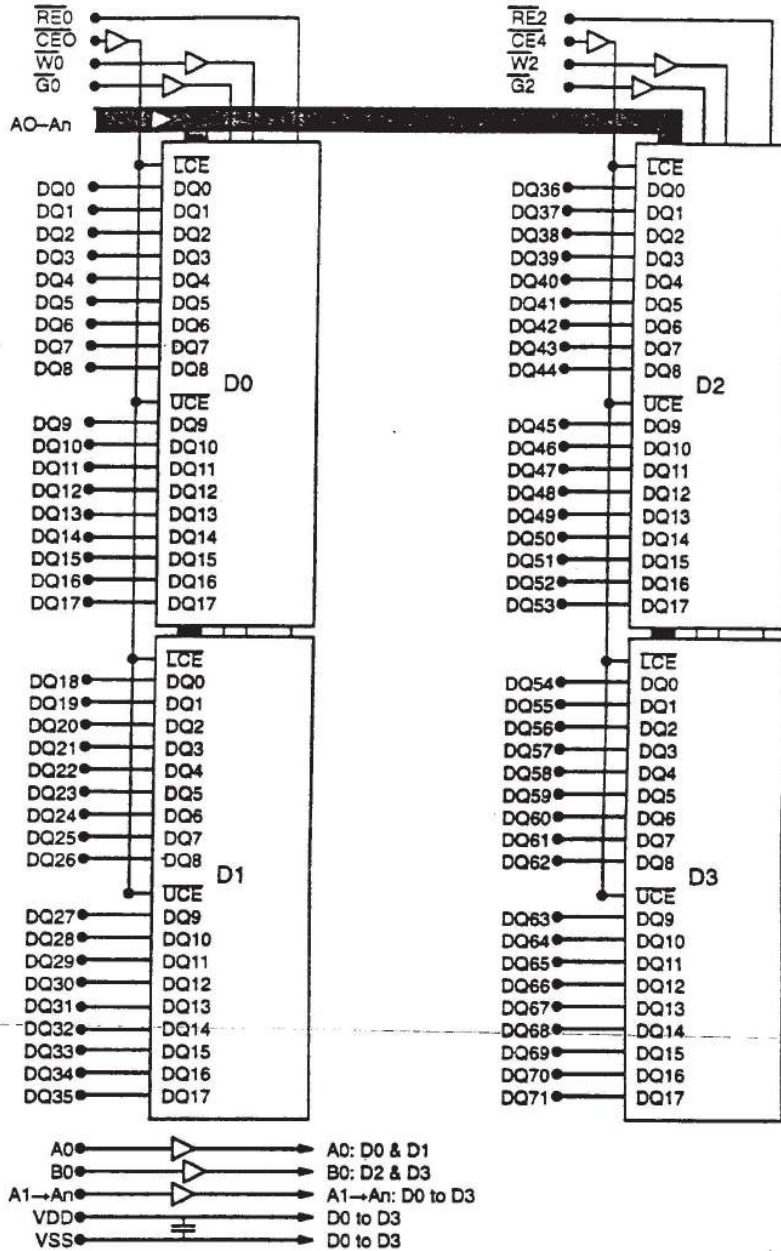 RE0
CEO
W0
G0
AO–An
LCE
DQ0 DQ0
DQ1 DQ1
DQ2 DQ2
DQ3 DQ3
DQ4 DQ4
DQ5 DQ5
DQ6 DQ6
DQ7 DQ7
DQ8 DQ8
D0
UCE
DQ9 DQ9
DQ10 DQ10
DQ11 DQ11
DQ12 DQ12
DQ13 DQ13
DQ14 DQ14
DQ15 DQ15
DQ16 DQ16
DQ17 DQ17
LCE
DQ18 DQ0
DQ19 DQ1
DQ20 DQ2
DQ21 DQ3
DQ22 DQ4
DQ23 DQ5
DQ24 DQ6
DQ25 DQ7
DQ26 DQ8
D1
UCE
DQ27 DQ9
DQ28 DQ10
DQ29 DQ11
DQ30 DQ12
DQ31 DQ13
DQ32 DQ14
DQ33 DQ15
DQ34 DQ16
DQ35 DQ17
RE2
CE4
W2
G2
LCE
DQ36 DQ0
DQ37 DQ1
DQ38 DQ2
DQ39 DQ3
DQ40 DQ4
DQ41 DQ5
DQ42 DQ6
DQ43 DQ7
DQ44 DQ8
D2
UCE
DQ45 DQ9
DQ46 DQ10
DQ47 DQ11
DQ48 DQ12
DQ49 DQ13
DQ50 DQ14
DQ51 DQ15
DQ52 DQ16
DQ53 DQ17
LCE
DQ54 DQ0
DQ55 DQ1
DQ56 DQ2
DQ57 DQ3
DQ58 DQ4
DQ59 DQ5
DQ60 DQ6
DQ61 DQ7
DQ62 DQ8
D3
UCE
DQ63 DQ9
DQ64 DQ10
DQ65 DQ11
DQ66 DQ12
DQ67 DQ13
DQ68 DQ14
DQ69 DQ15
DQ70 DQ16
DQ71 DQ17
A0 A0: D0 & D1
B0 B0: D2 & D3
A1→An A1→An: D0 to D3
VDD D0 to D3
VSS D0 to D3